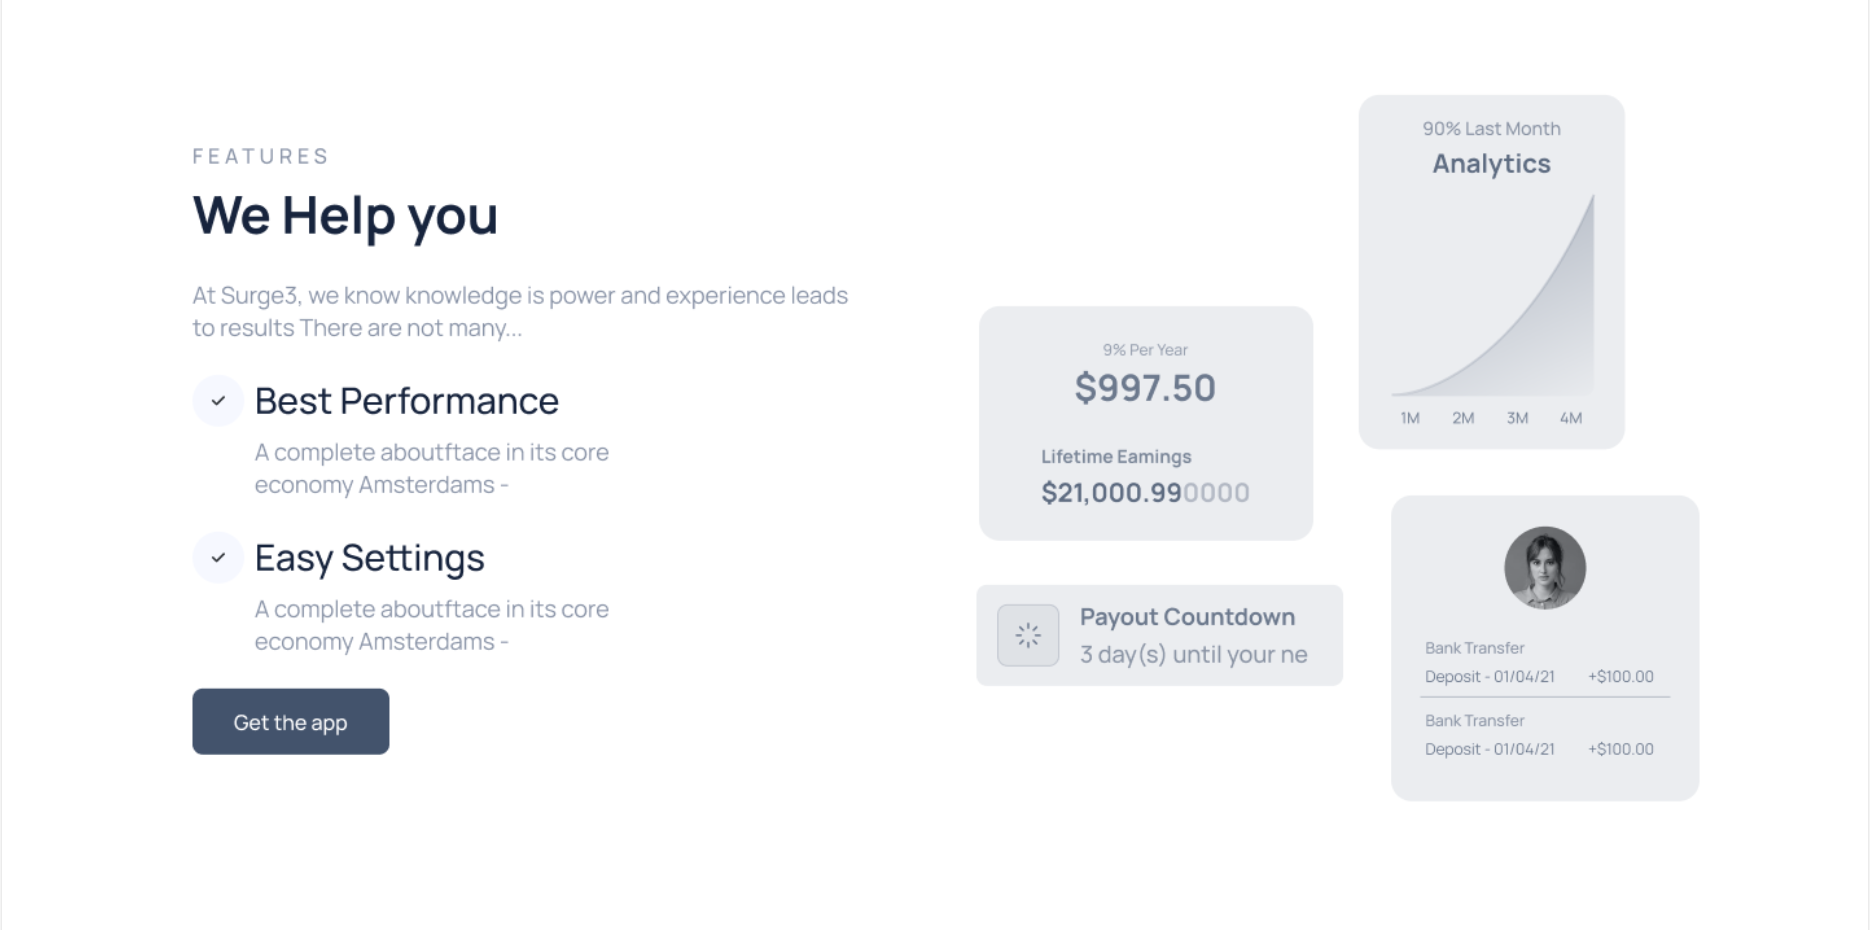 FEATURES
We Help you
At Surge3, we know knowledge is power and experience leads
to results There are not many...
Best Performance
A complete aboutftace in its core
economy Amsterdams -
Easy Settings
A complete aboutftace in its core
economy Amsterdams -
Get the app
9% Per Year
$997.50
Lifetime Eamings
$21,000.990000
Payout Countdown
3 day(s) until your ne
90% Last Month
Analytics
1M 2M 3M 4M
Bank Transfer
Deposit - 01/04/21 +$100.00
Bank Transfer
Deposit - 01/04/21 +$100.00